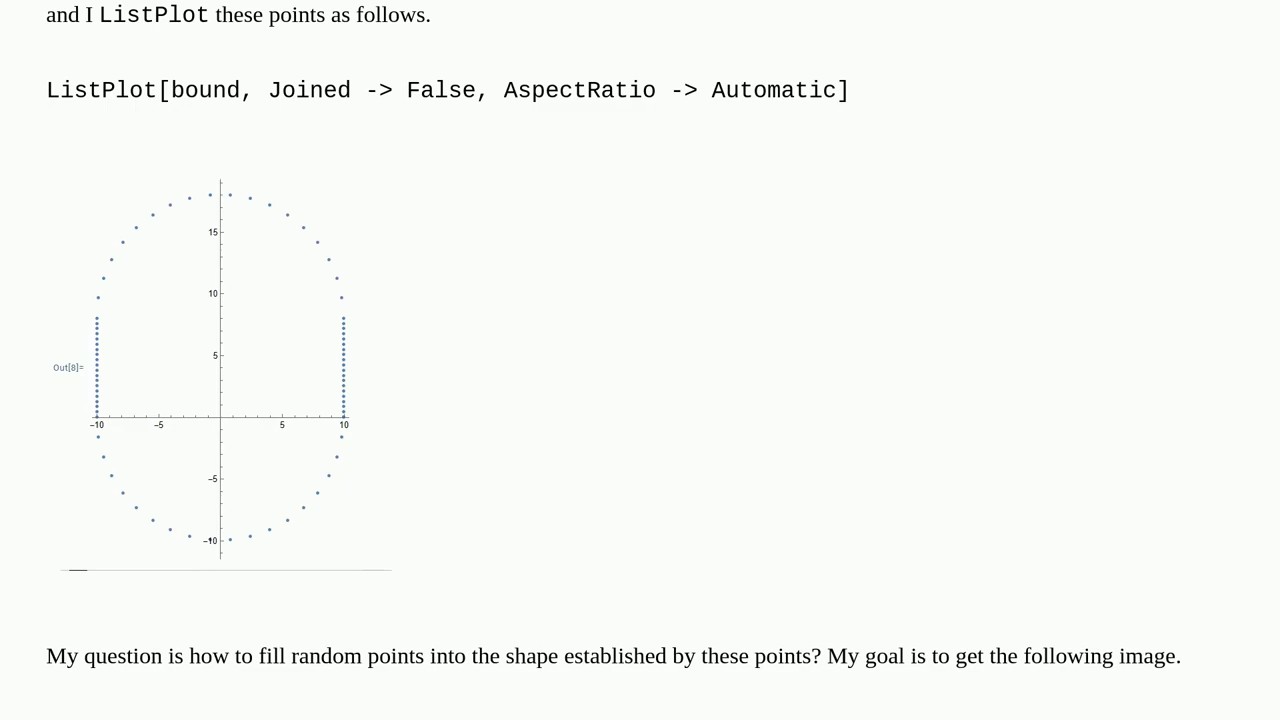 and I ListPlot these points as follows.
ListPlot[bound, Joined -> False, AspectRatio -> Automatic]
15
10
5
Out[8]=
−10
−5
5
10
−5
−10
My question is how to fill random points into the shape established by these points? My goal is to get the following image.